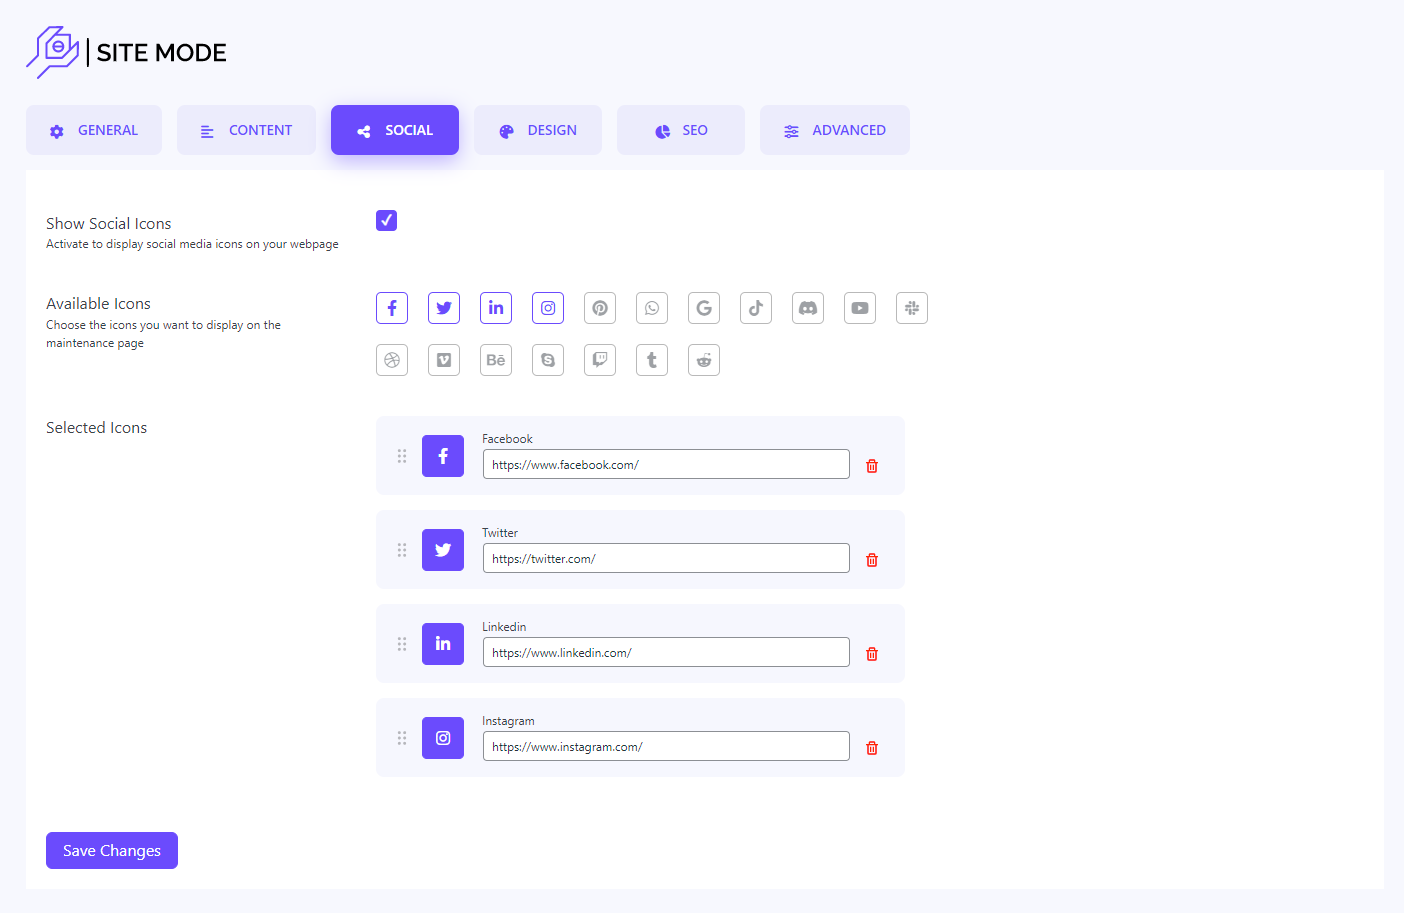 SITE MODE
GENERAL
CONTENT
SOCIAL
DESIGN
SEO
ADVANCED
Show Social Icons
Activate to display social media icons on your webpage
Available Icons
Choose the icons you want to display on the
maintenance page
Selected Icons
Facebook
https://www.facebook.com/
Twitter
https://twitter.com/
Linkedin
https://www.linkedin.com/
Instagram
https://www.instagram.com/
Save Changes